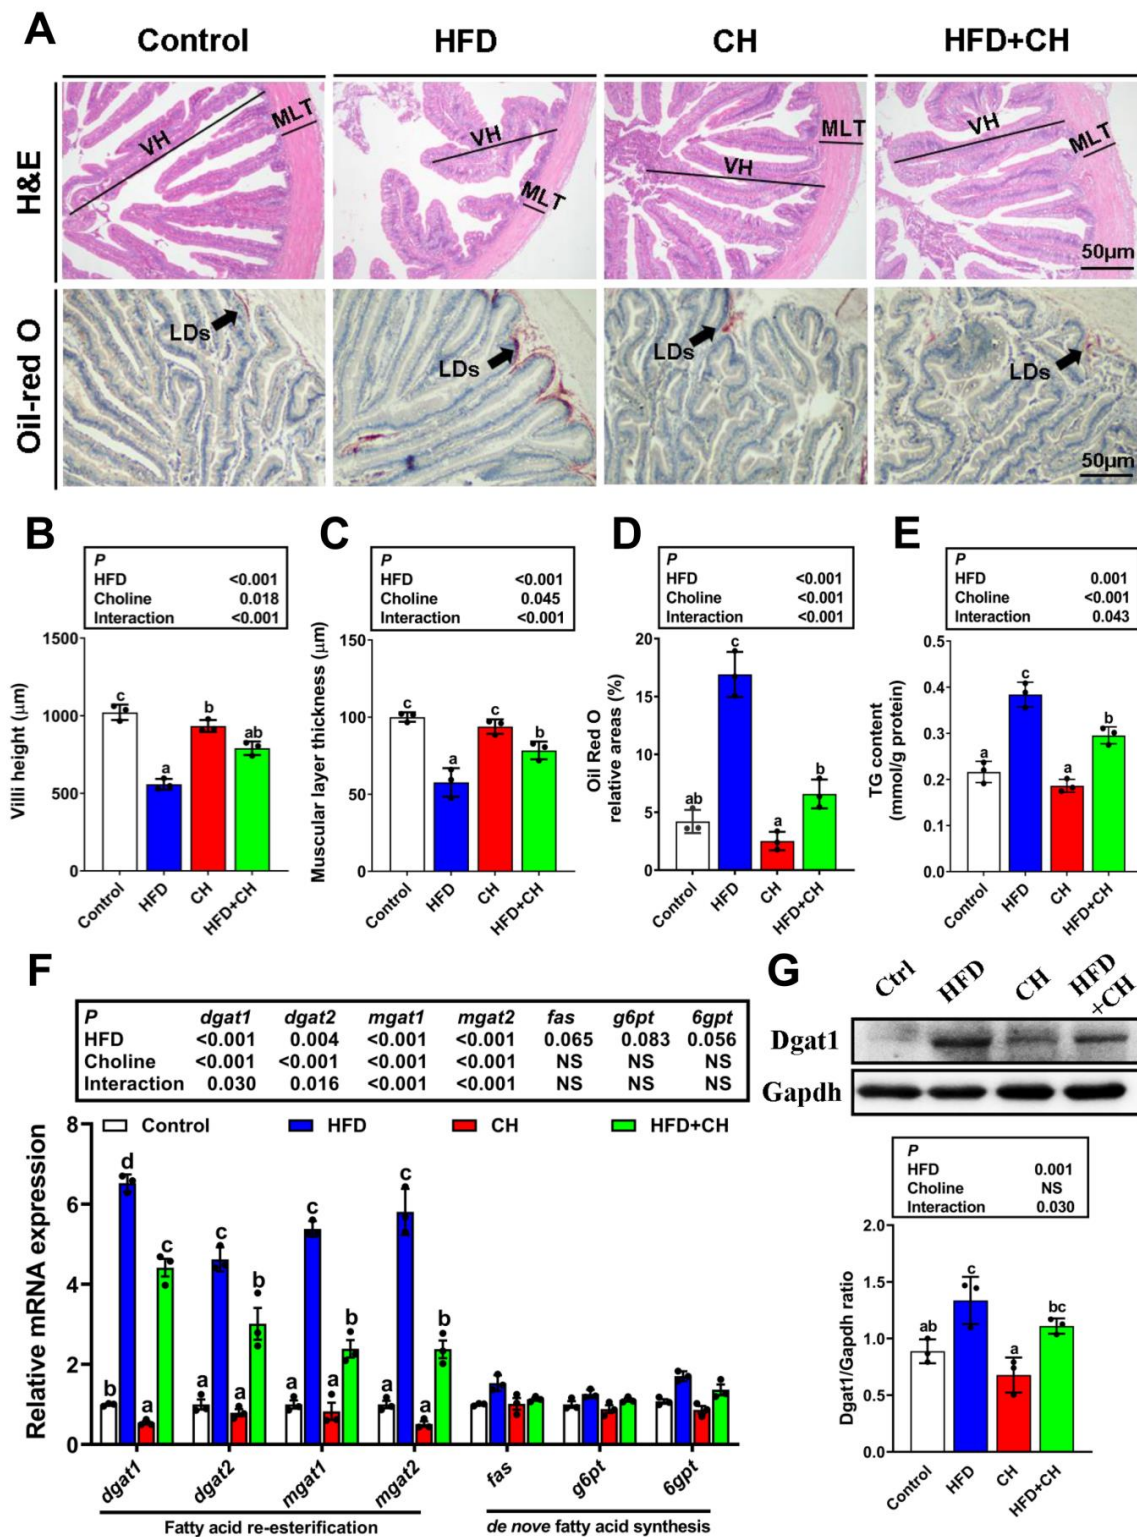 A
Control HFD CH HFD+CH
H&E
VH MLT
VH MLT
VH MLT
VH MLT
50μm
Oil-red O
LDs
LDs
LDs
LDs
50μm
B
P
HFD <0.001
Choline 0.018
Interaction <0.001
Villi height (μm)
1500
1000
500
0
c a b ab
Control HFD CH HFD+CH
C
P
HFD <0.001
Choline 0.045
Interaction <0.001
Muscular layer thickness (μm)
150
100
50
0
c a c b
Control HFD CH HFD+CH
D
P
HFD <0.001
Choline <0.001
Interaction <0.001
Oil Red O
relative areas (%)
20
15
10
5
0
ab c a b
Control HFD CH HFD+CH
E
P
HFD 0.001
Choline <0.001
Interaction 0.043
TG content
(mmol/g protein)
0.5
0.4
0.3
0.2
0.1
0.0
a c a b
Control HFD CH HFD+CH
F
P dgat1 dgat2 mgat1 mgat2 fas g6pt 6gpt
HFD <0.001 0.004 <0.001 <0.001 0.065 0.083 0.056
Choline <0.001 <0.001 <0.001 <0.001 NS NS NS
Interaction 0.030 0.016 <0.001 <0.001 NS NS NS
Control HFD CH HFD+CH
Relative mRNA expression
8
6
4
2
0
b d a c a c a b a c a b a c a b
dgat1 dgat2 mgat1 mgat2 fas g6pt 6gpt
Fatty acid re-esterification
de nove fatty acid synthesis
G
Ctrl HFD CH HFD
+CH
Dgat1
Gapdh
P
HFD 0.001
Choline NS
Interaction 0.030
Dgat1/Gapdh ratio
2.0
1.5
1.0
0.5
0.0
ab c a bc
Control HFD CH HFD+CH